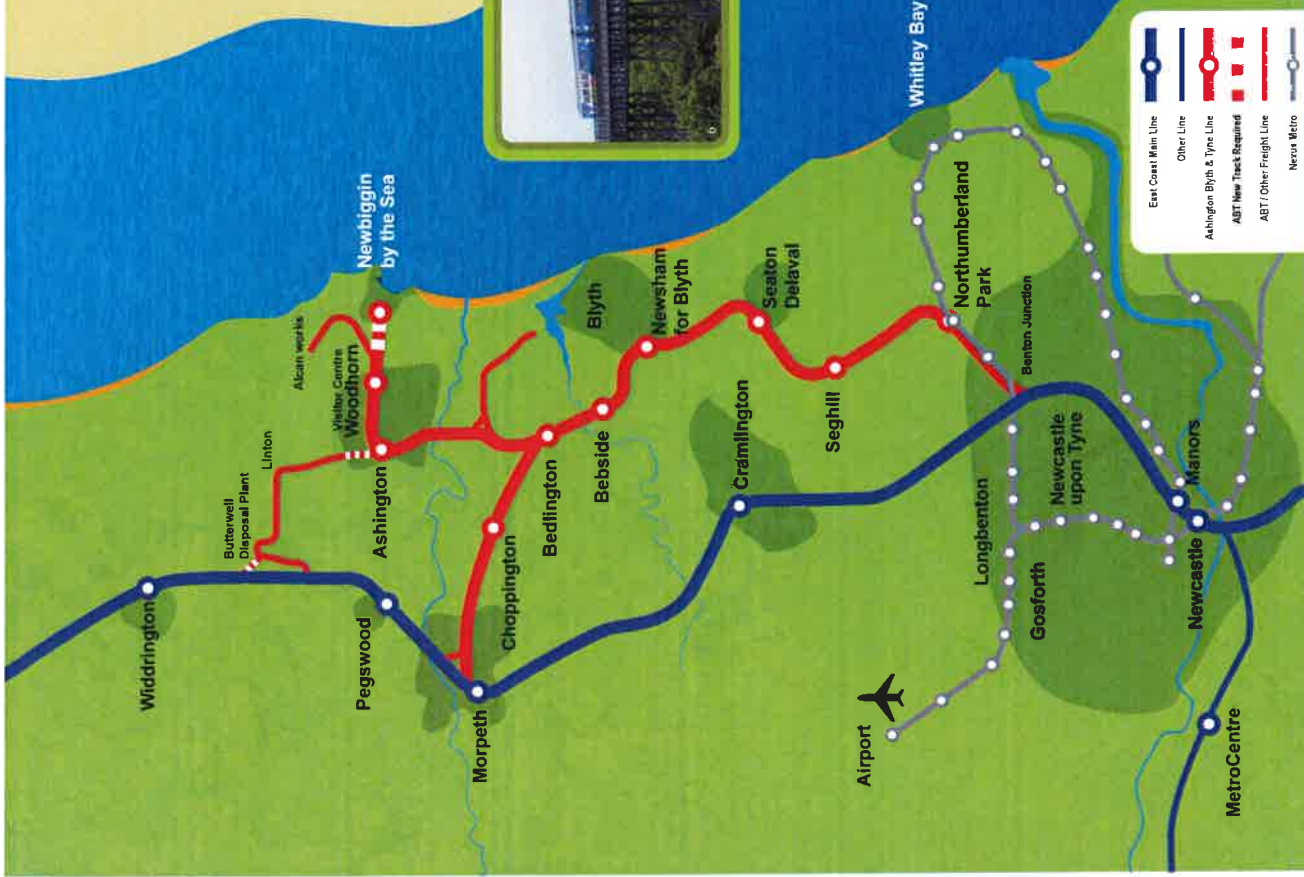 Widdrington
Butterwell
Disposal Plant
Linton
Alcan works
Newbiggin
by the Sea
Visitor Centre
Woodhorn
Ashington
Pegswood
Morpeth
Choppington
Bedlington
Bebside
Blyth
Newsham
for Blyth
Seaton
Delaval
Cramlington
Seghill
Whitley Bay
Northumberland
Park
Benton Junction
Longbenton
Gosforth
Newcastle
upon Tyne
Airport
Manors
Newcastle
MetroCentre
East Coast Main Line
Other Line
Ashington Blyth & Tyne Line
ABT New Track Required
ABT / Other Freight Line
Nexus Metro